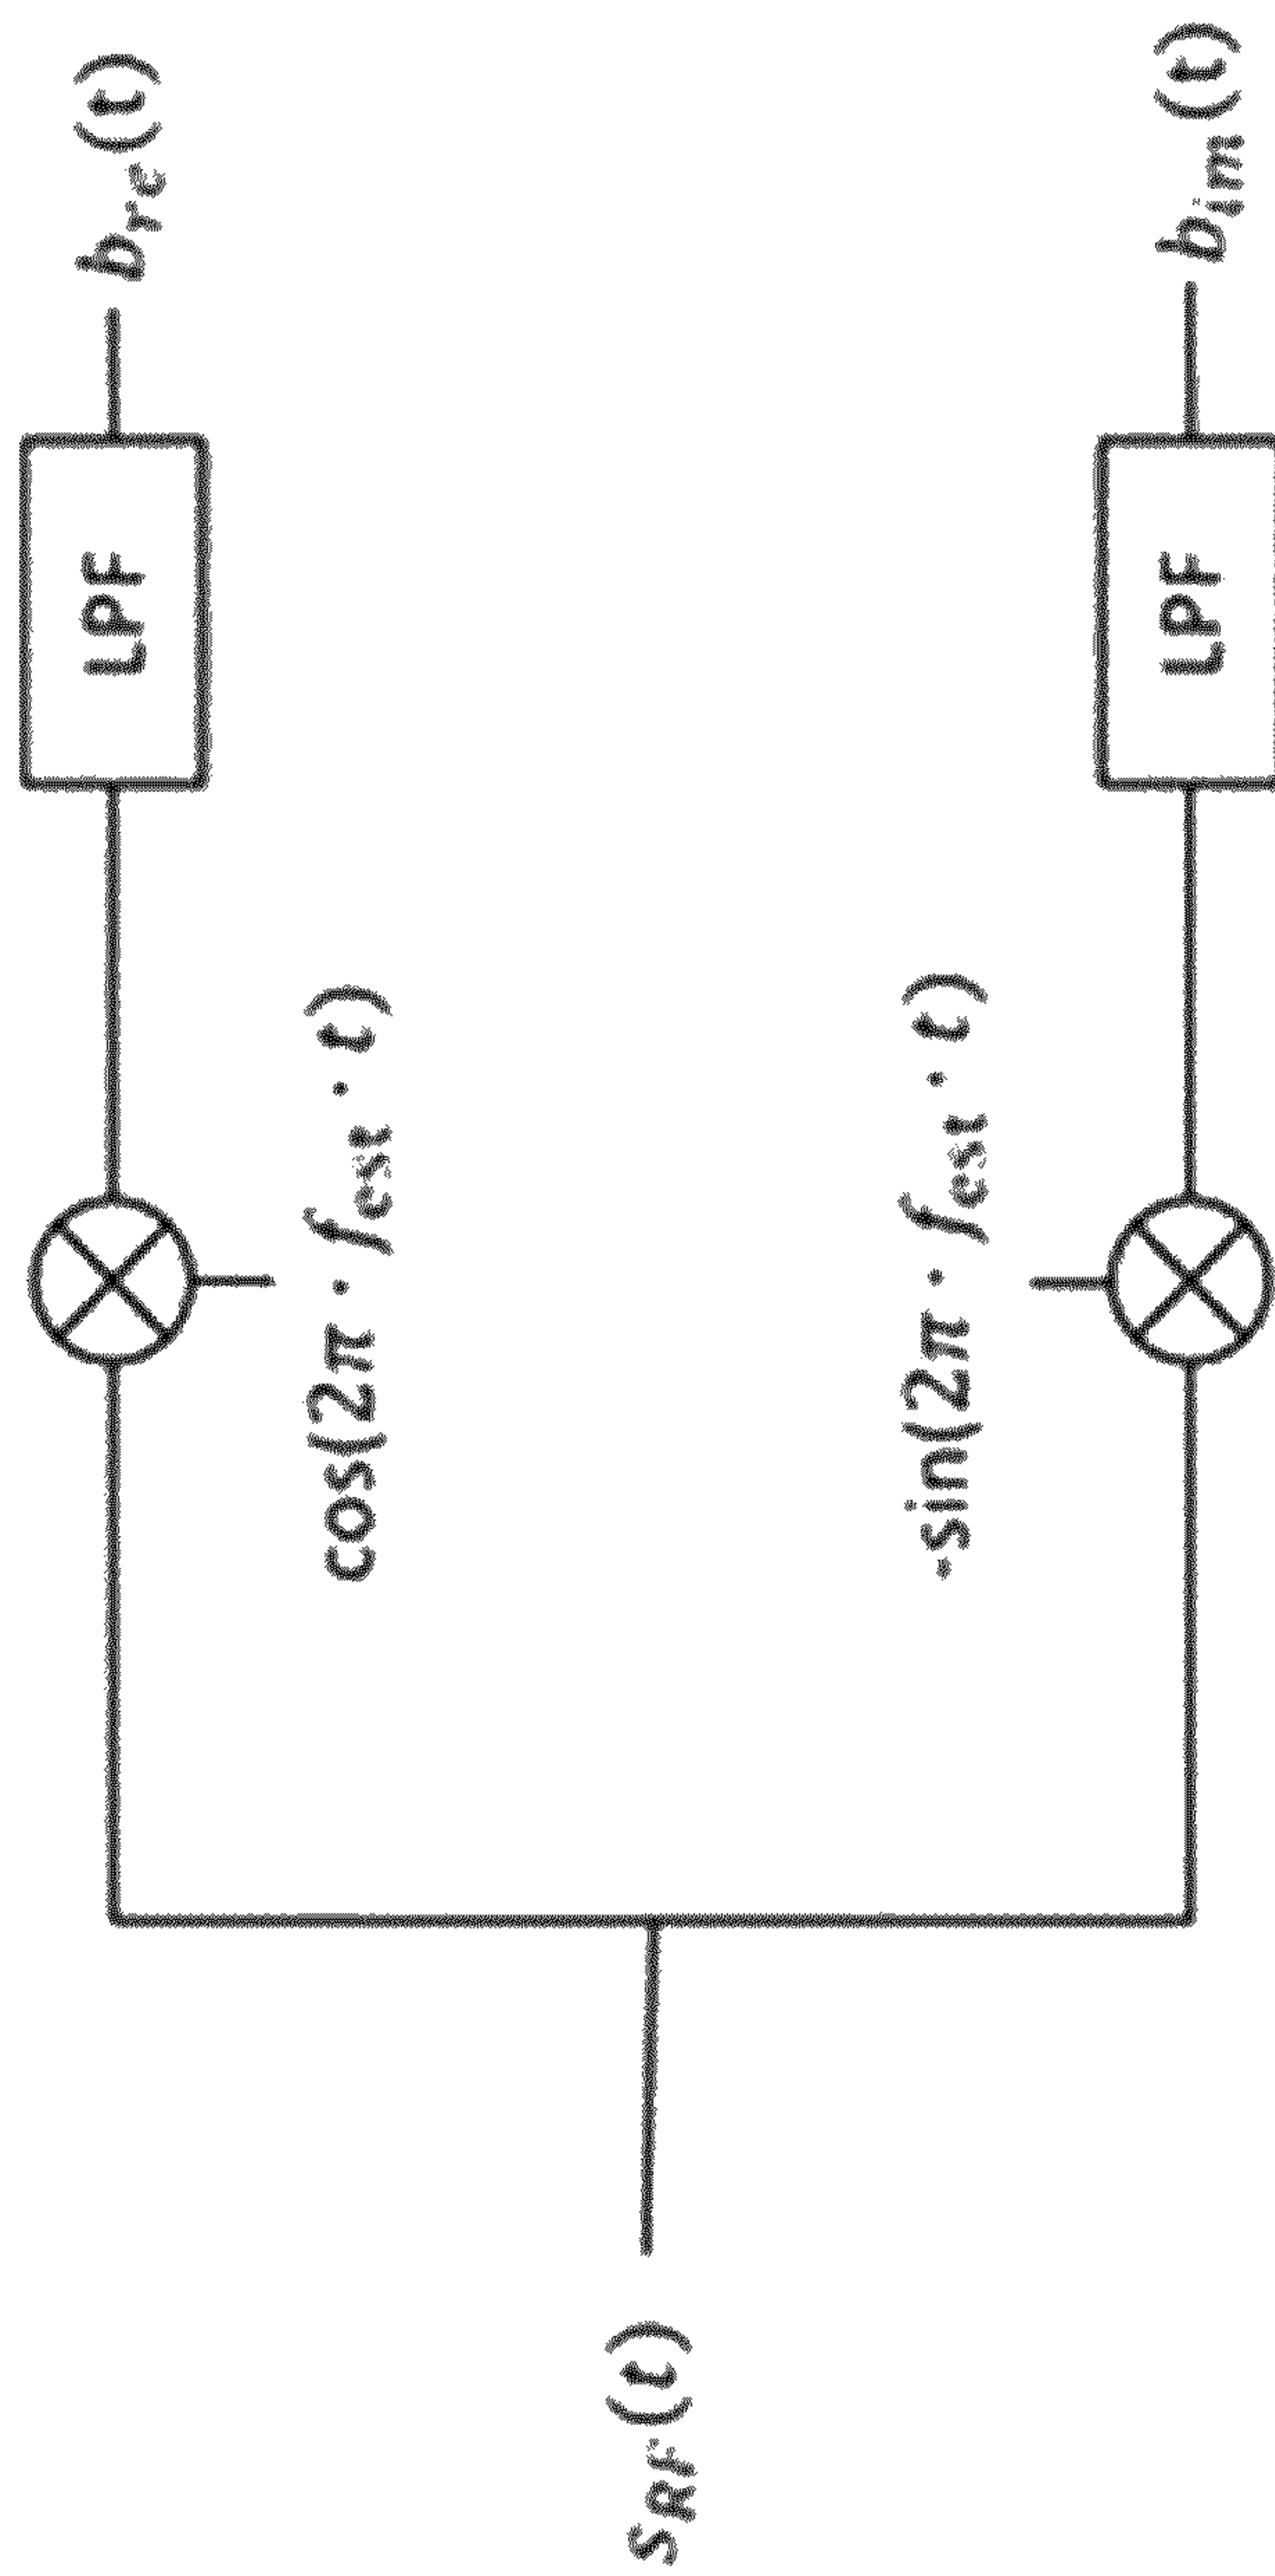 b_re(t)
LPF
cos(2π · f_est · t)
S_RF(t)
-sin(2π · f_est · t)
LPF
b_im(t)